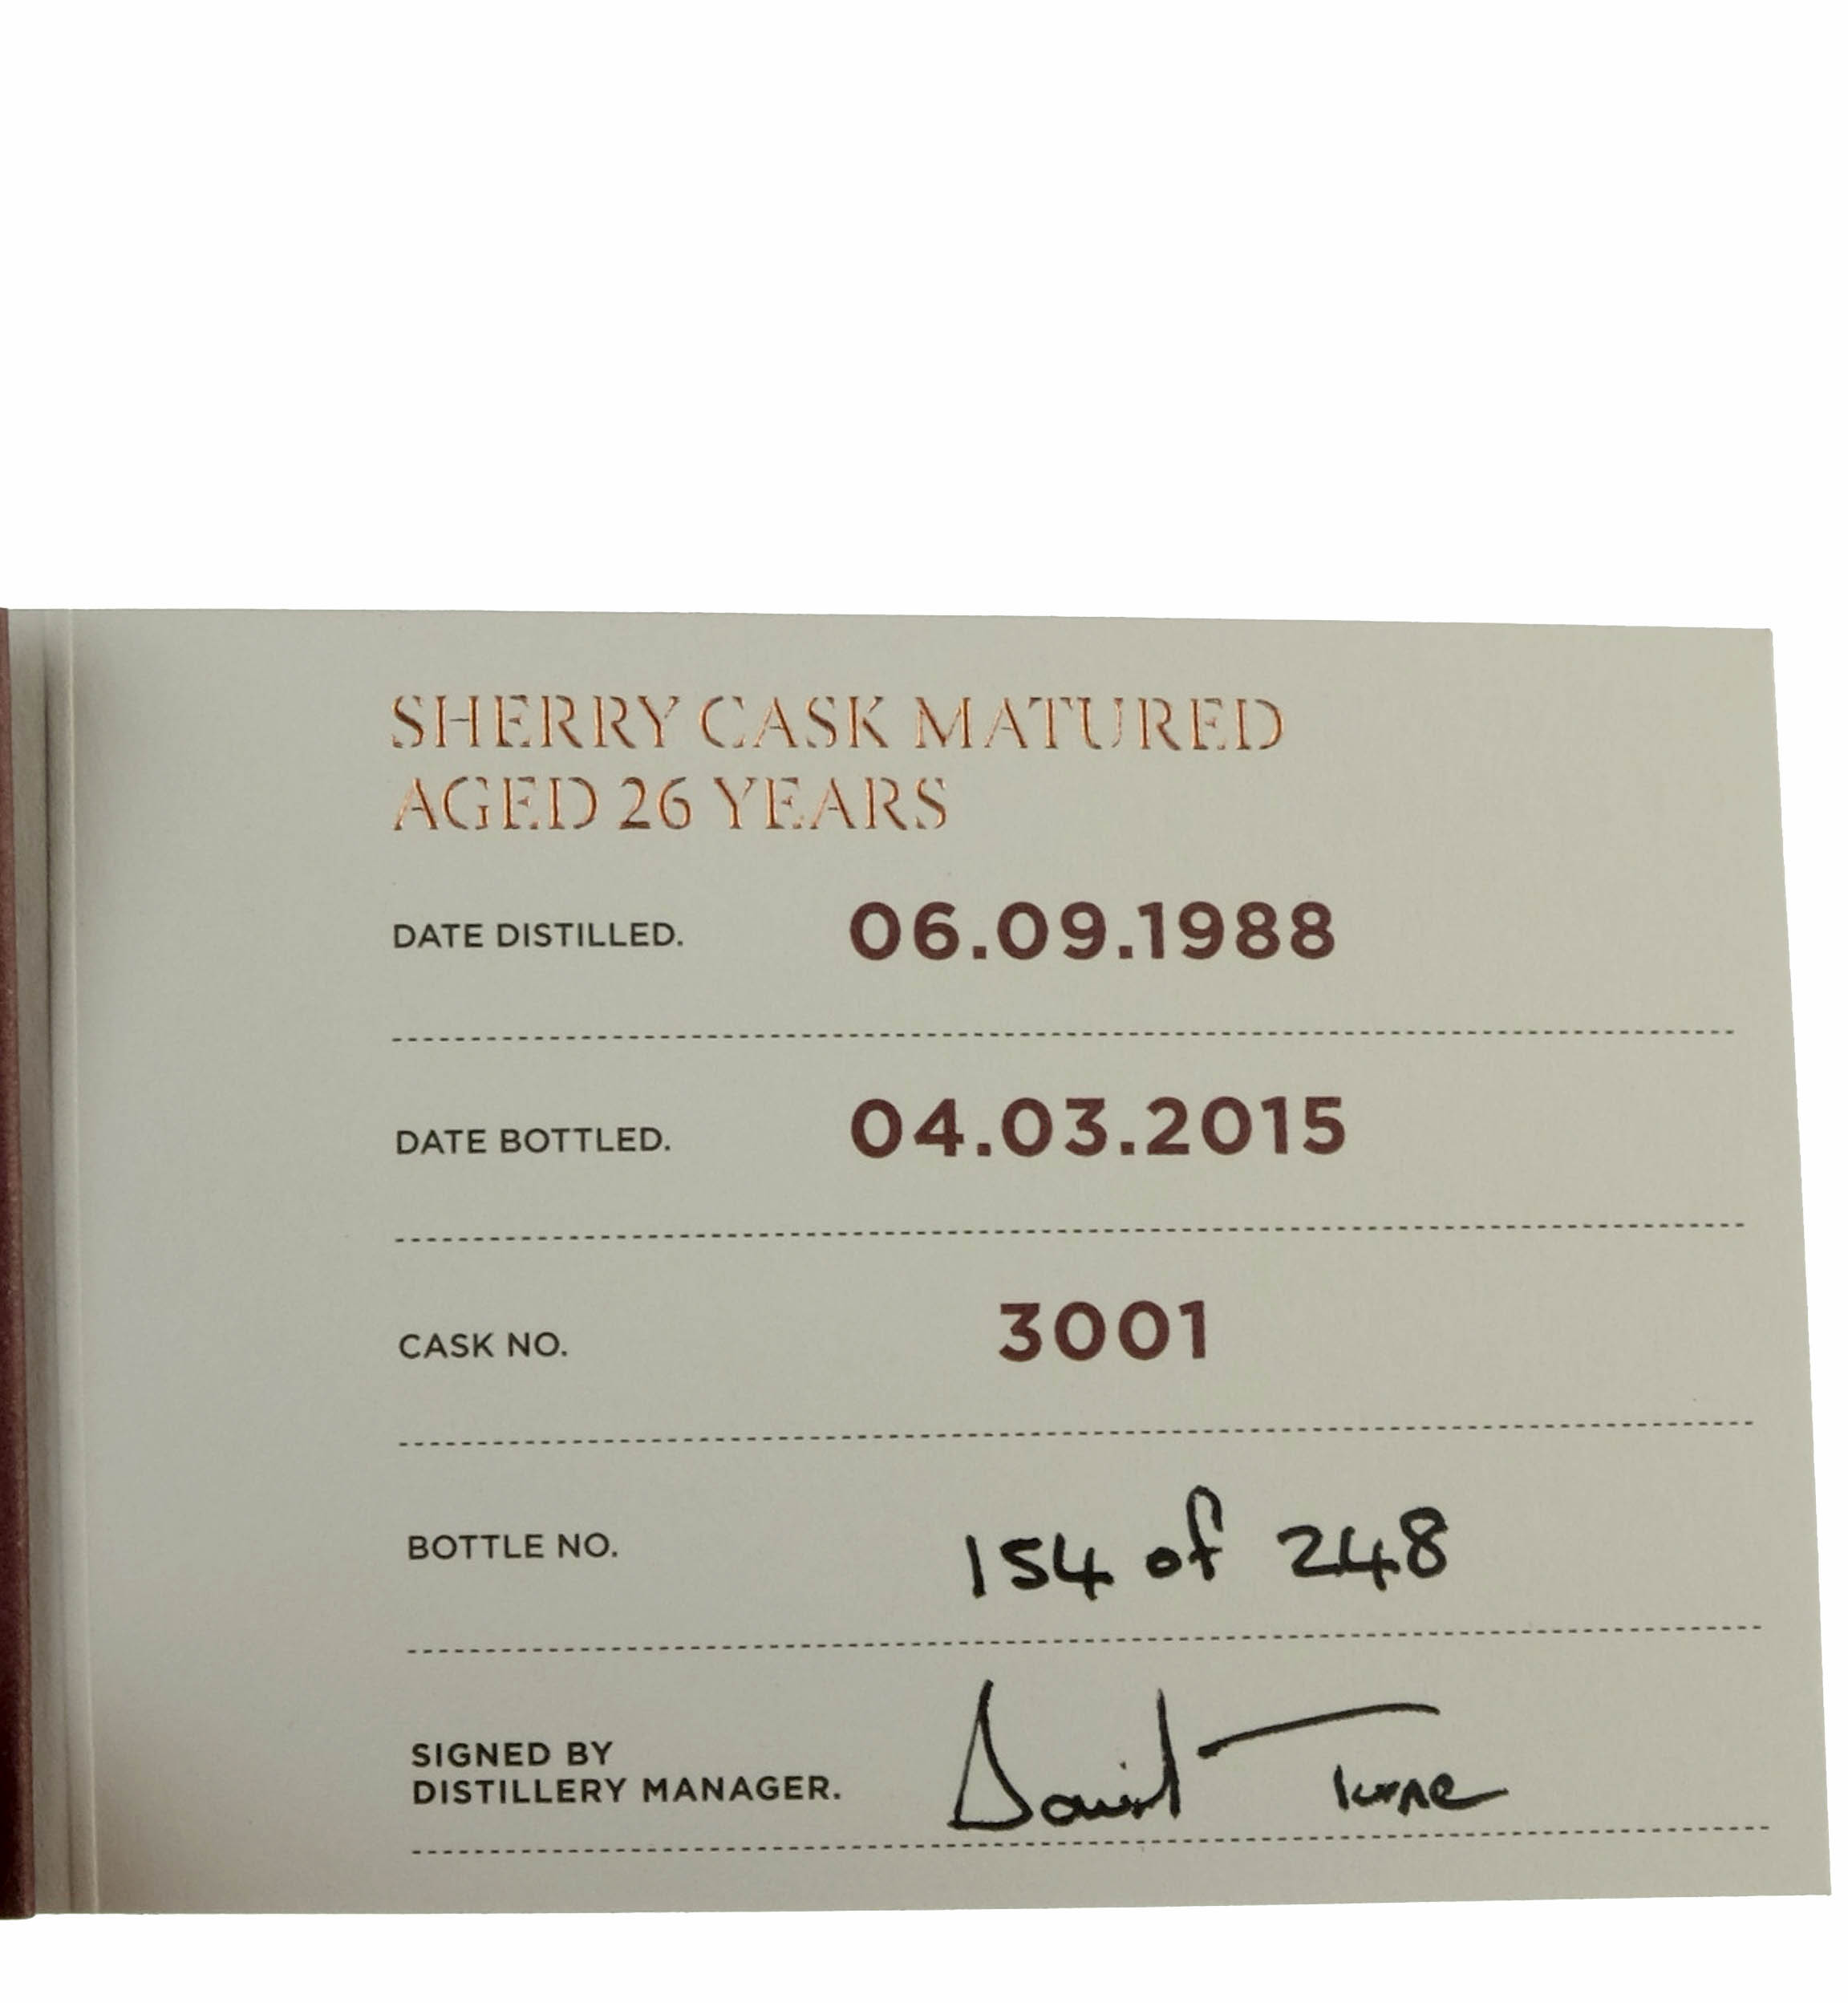 SHERRY CASK MATURED
AGED 26 YEARS
DATE DISTILLED. 06.09.1988
DATE BOTTLED. 04.03.2015
CASK NO. 3001
BOTTLE NO. 154 of 248
SIGNED BY
DISTILLERY MANAGER. David